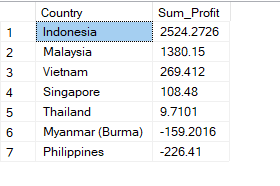 Country Sum_Profit
1 Indonesia 2524.2726
2 Malaysia 1380.15
3 Vietnam 269.412
4 Singapore 108.48
5 Thailand 9.7101
6 Myanmar (Burma) -159.2016
7 Philippines -226.41